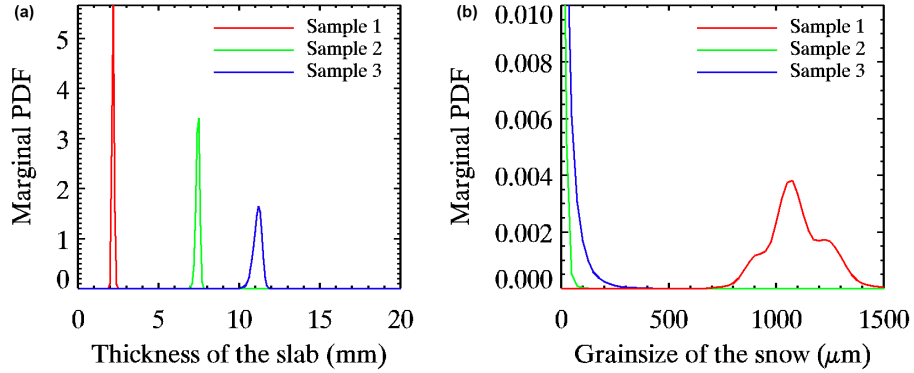 (a)
Sample 1
Sample 2
Sample 3
Marginal PDF
5
4
3
2
1
0
0 5 10 15 20
Thickness of the slab (mm)
(b)
Sample 1
Sample 2
Sample 3
Marginal PDF
0.010
0.008
0.006
0.004
0.002
0.000
0 500 1000 1500
Grainsize of the snow (μm)